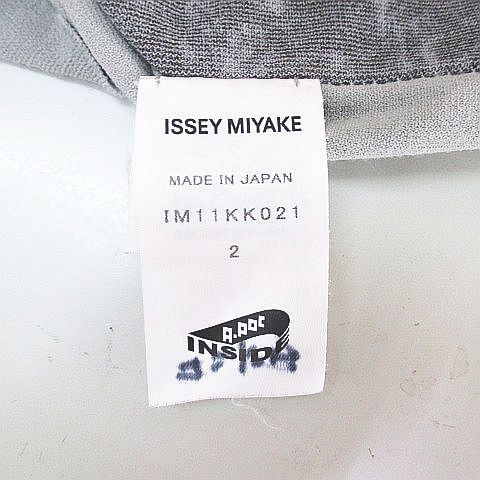 ISSEY MIYAKE
MADE IN JAPAN
IM11KK021
2
A-POC
INSIDE